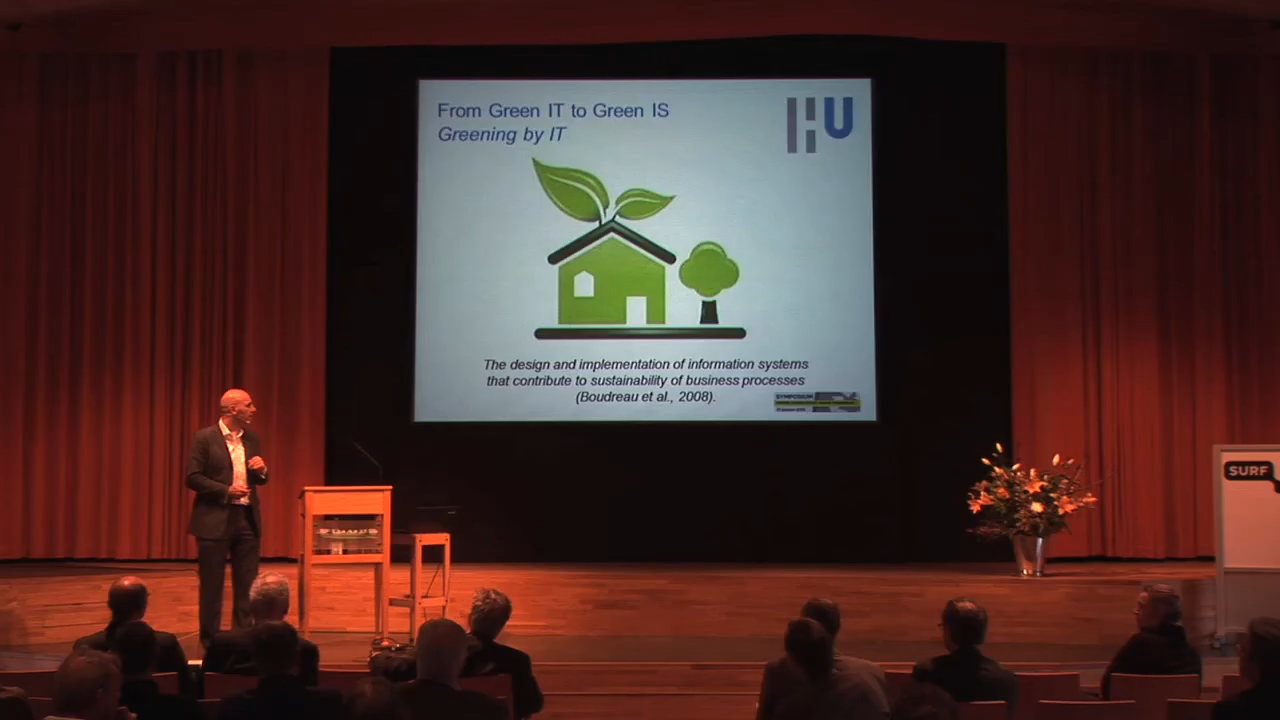 From Green IT to Green IS
Greening by IT
HU
The design and implementation of information systems
that contribute to sustainability of business processes
(Boudreau et al., 2008).
SYMPOSIUM
SURF